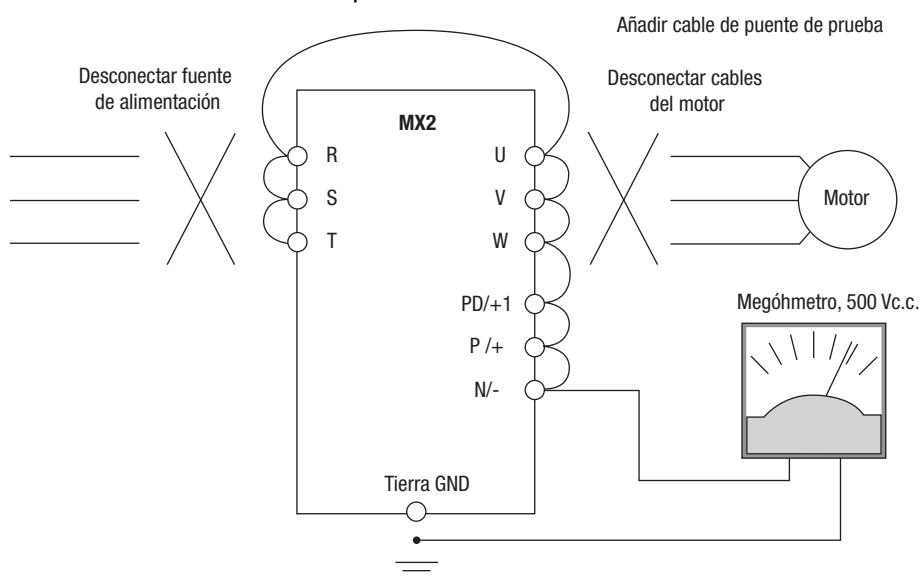 Añadir cable de puente de prueba
Desconectar fuente
de alimentación
Desconectar cables
del motor
MX2
R
U
S
V
Motor
T
W
PD/+1
Megóhmetro, 500 Vc.c.
P /+
N/-
Tierra GND